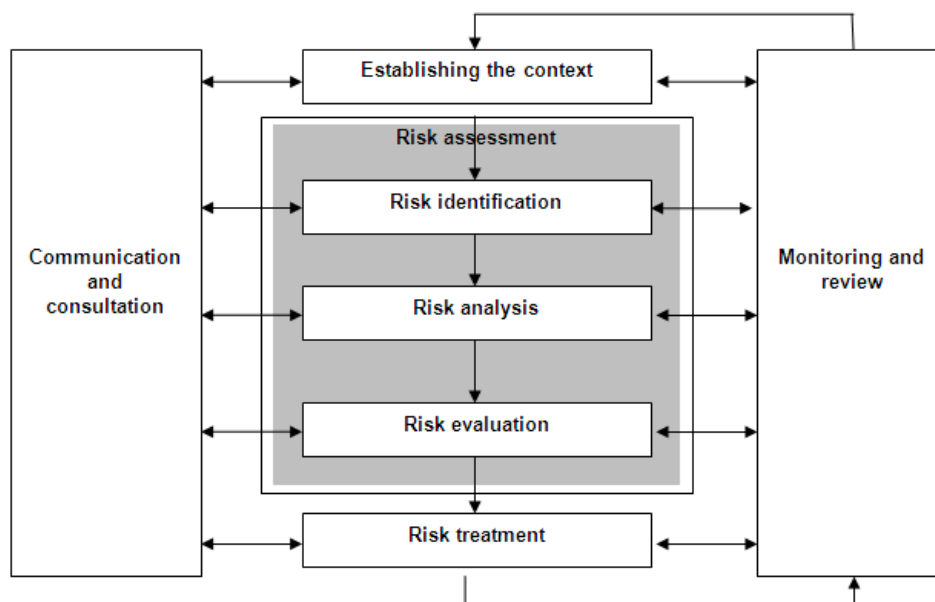 Establishing the context
Risk assessment
Risk identification
Communication
and
consultation
Monitoring and
review
Risk analysis
Risk evaluation
Risk treatment